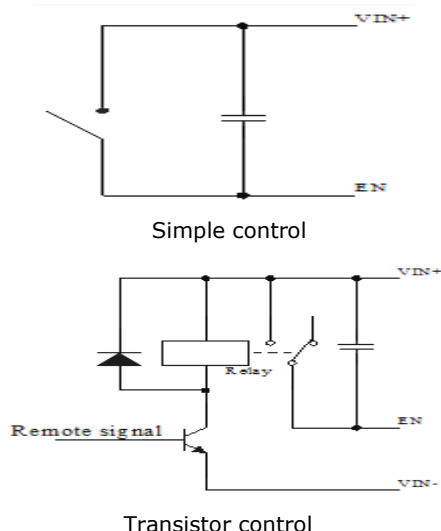 VIN+
EN
Simple control
VIN+
Relay
EN
Remote signal
VIN-
Transistor control